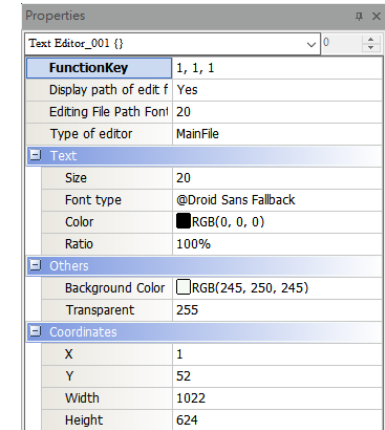 Properties
Text Editor_001 {} 0
FunctionKey 1, 1, 1
Display path of edit f Yes
Editing File Path Font 20
Type of editor MainFile
Text
Size 20
Font type @Droid Sans Fallback
Color RGB(0, 0, 0)
Ratio 100%
Others
Background Color RGB(245, 250, 245)
Transparent 255
Coordinates
X 1
Y 52
Width 1022
Height 624